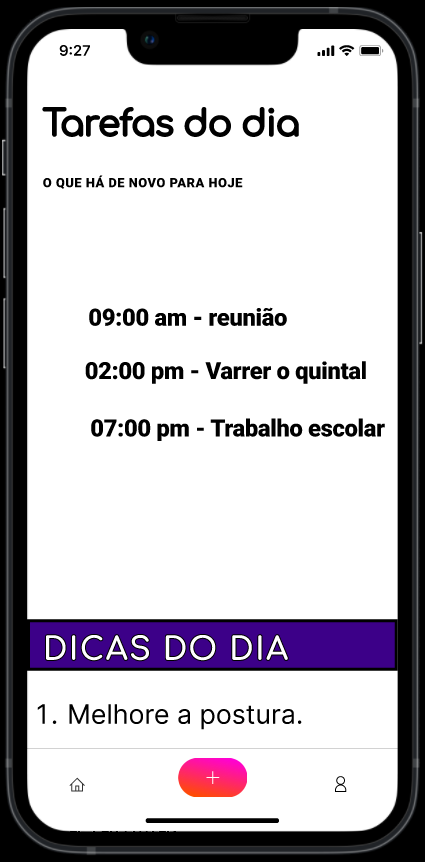 9:27
Tarefas do dia
O QUE HÁ DE NOVO PARA HOJE
09:00 am - reunião
02:00 pm - Varrer o quintal
07:00 pm - Trabalho escolar
DICAS DO DIA
1. Melhore a postura.
+